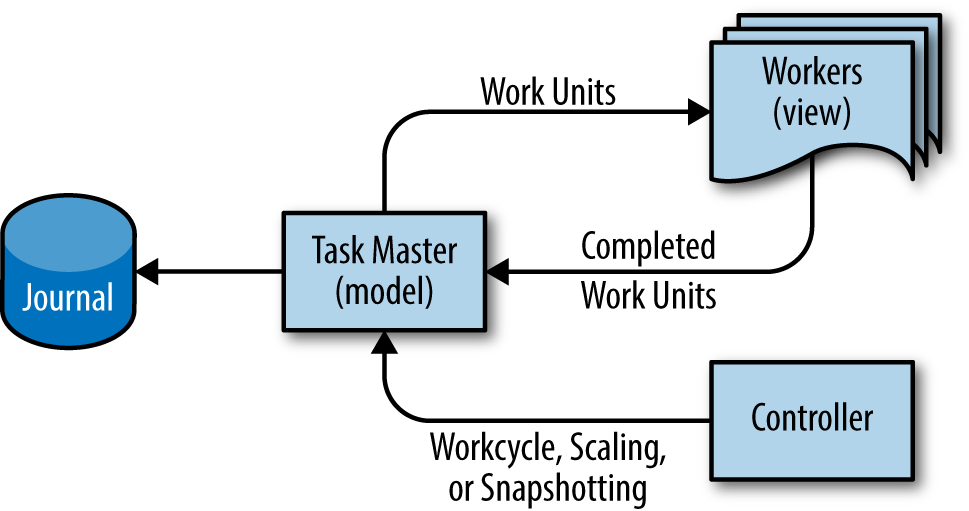 Work Units
Workers
(view)
Task Master
(model)
Completed
Work Units
Journal
Controller
Workcycle, Scaling,
or Snapshotting